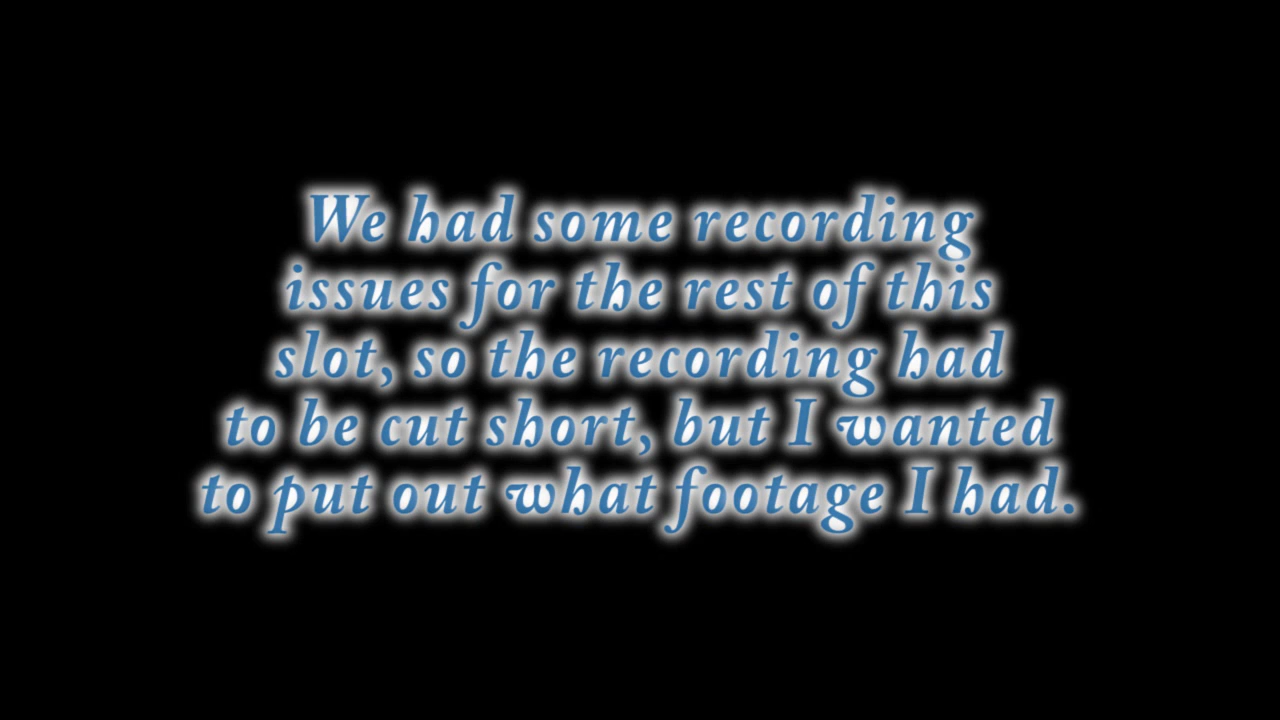 We had some recording
issues for the rest of this
slot, so the recording had
to be cut short, but I wanted
to put out what footage I had.